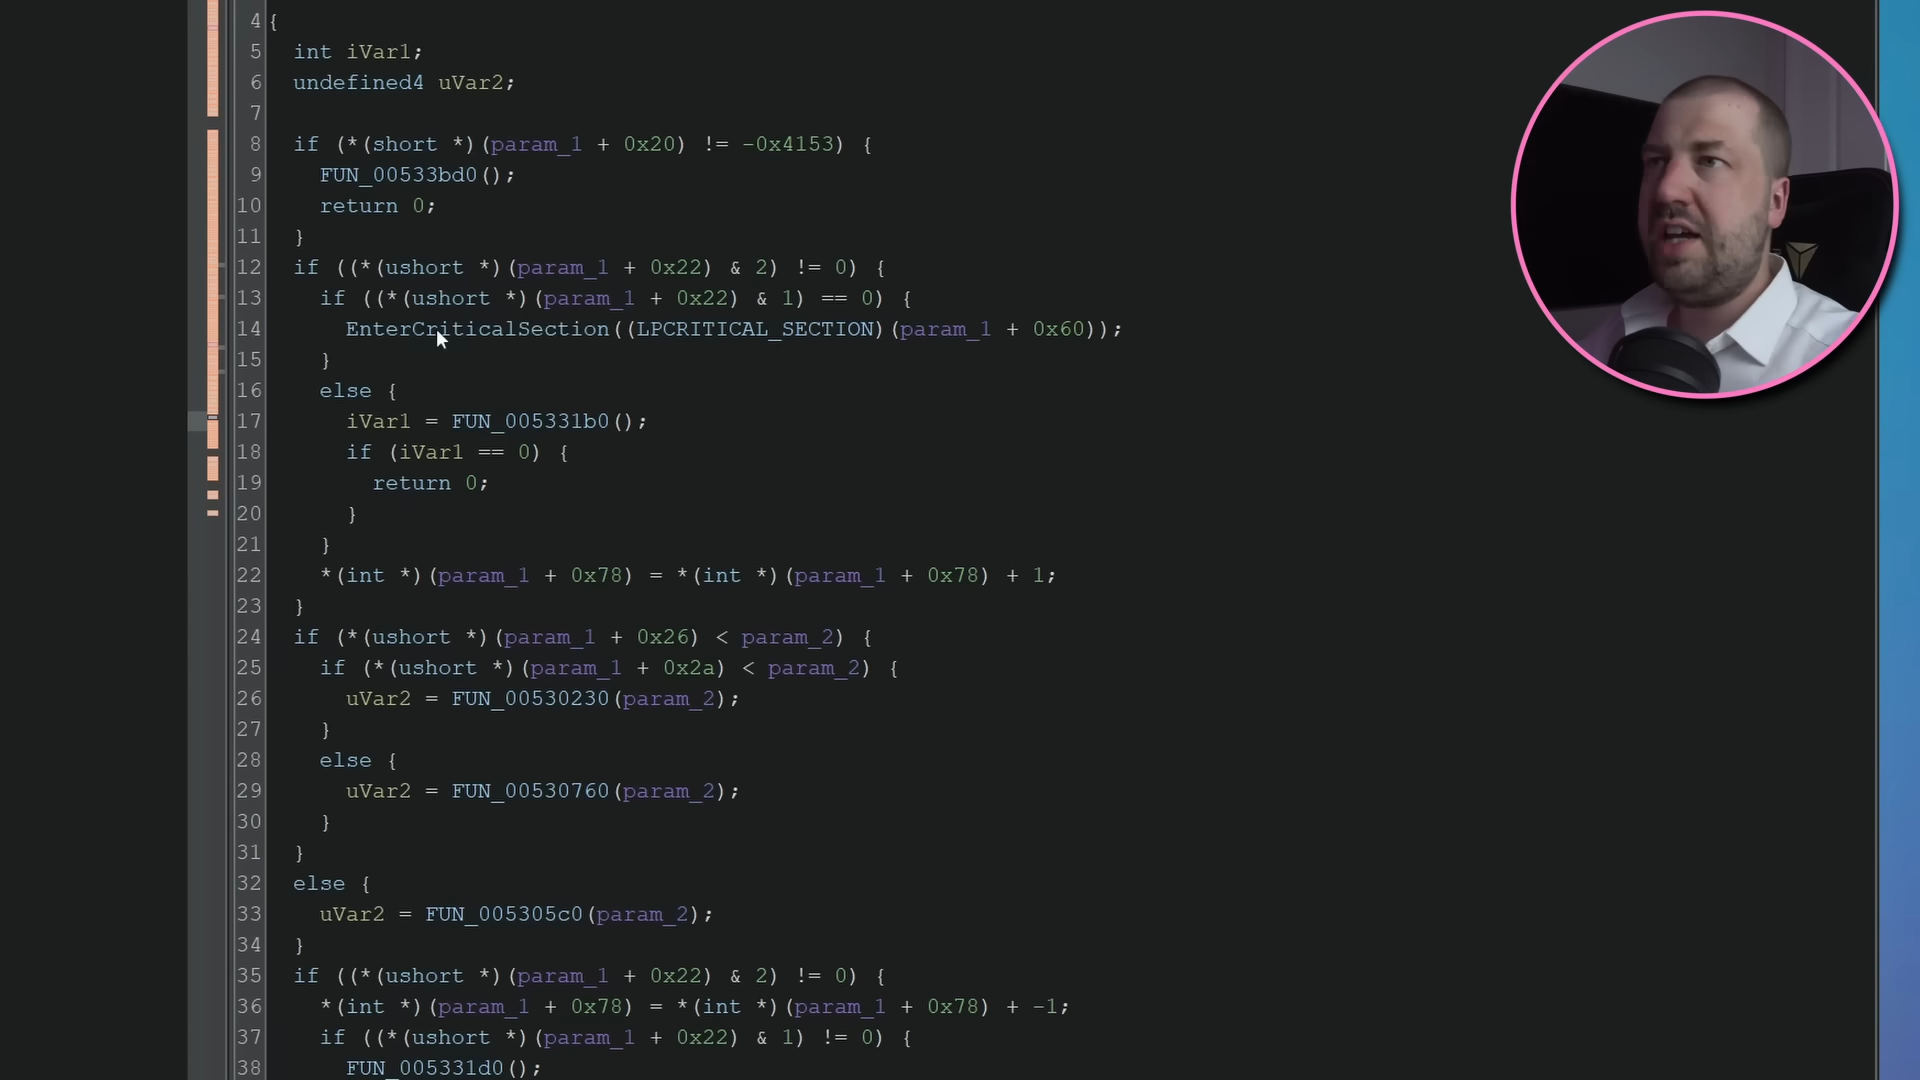 4 {
5 int iVar1;
6 undefined4 uVar2;
7
8 if (*(short *)(param_1 + 0x20) != -0x4153) {
9 FUN_00533bd0();
10 return 0;
11 }
12 if ((*(ushort *)(param_1 + 0x22) & 2) != 0) {
13 if ((*(ushort *)(param_1 + 0x22) & 1) == 0) {
14 EnterCriticalSection((LPCRITICAL_SECTION)(param_1 + 0x60));
15 }
16 else {
17 iVar1 = FUN_005331b0();
18 if (iVar1 == 0) {
19 return 0;
20 }
21 }
22 *(int *)(param_1 + 0x78) = *(int *)(param_1 + 0x78) + 1;
23 }
24 if (*(ushort *)(param_1 + 0x26) < param_2) {
25 if (*(ushort *)(param_1 + 0x2a) < param_2) {
26 uVar2 = FUN_00530230(param_2);
27 }
28 else {
29 uVar2 = FUN_00530760(param_2);
30 }
31 }
32 else {
33 uVar2 = FUN_005305c0(param_2);
34 }
35 if ((*(ushort *)(param_1 + 0x22) & 2) != 0) {
36 *(int *)(param_1 + 0x78) = *(int *)(param_1 + 0x78) + -1;
37 if ((*(ushort *)(param_1 + 0x22) & 1) != 0) {
38 FUN_005331d0();